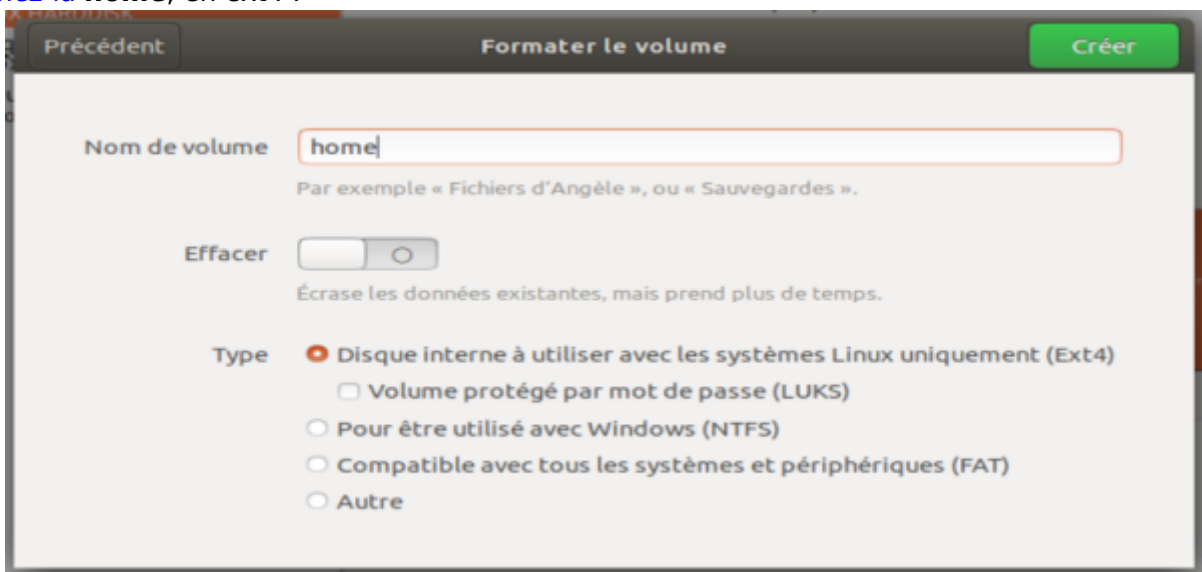 Précédent
Formater le volume
Créer
Nom de volume
home
Par exemple « Fichiers d'Angèle », ou « Sauvegardes ».
Effacer
Écrase les données existantes, mais prend plus de temps.
Type
Disque interne à utiliser avec les systèmes Linux uniquement (Ext4)
Volume protégé par mot de passe (LUKS)
Pour être utilisé avec Windows (NTFS)
Compatible avec tous les systèmes et périphériques (FAT)
Autre